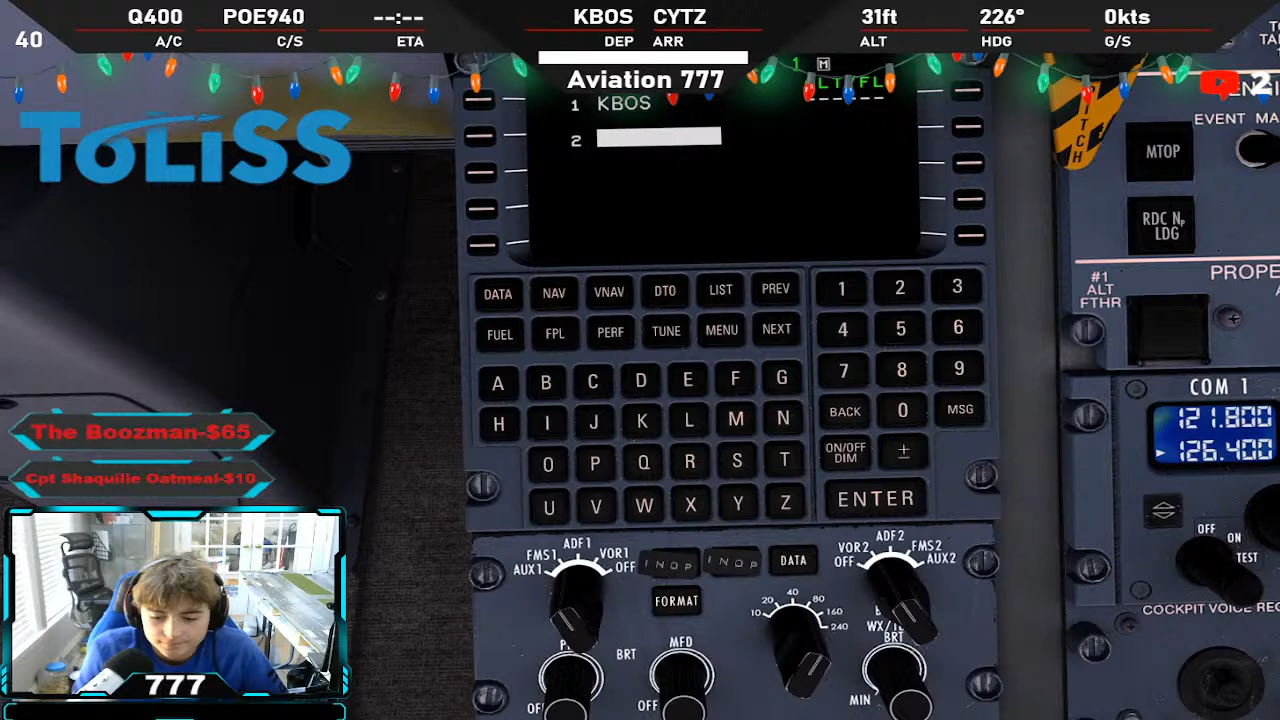 40
Q400
A/C
POE940
C/S
--:--
ETA
KBOS CYTZ
DEP ARR
31ft
ALT
226°
HDG
0kts
G/S
Aviation 777
ToLiSS
1 KBOS
2
1 M
DATA NAV VNAV DTO LIST PREV
FUEL FPL PERF TUNE MENU NEXT
A B C D E F G
H I J K L M N
O P Q R S T
U V W X Y Z
1 2 3
4 5 6
7 8 9
BACK 0 MSG
ON/OFF DIM ±
ENTER
EVENT
MTOP
RDC Np
LDG
#1
ALT
FTHR
COM 1
121.800
126.400
OFF
ON
TEST
AUX1 FMS1 ADF1 VOR1 OFF
INOP INOP DATA
OFF VOR2 ADF2 FMS2 AUX2
FORMAT
10 20 40 80 160 240
BRT MFD
OFF
BRT
MIN
The Boozman-$65
Cpt Shaquille Oatmeal-$10
777